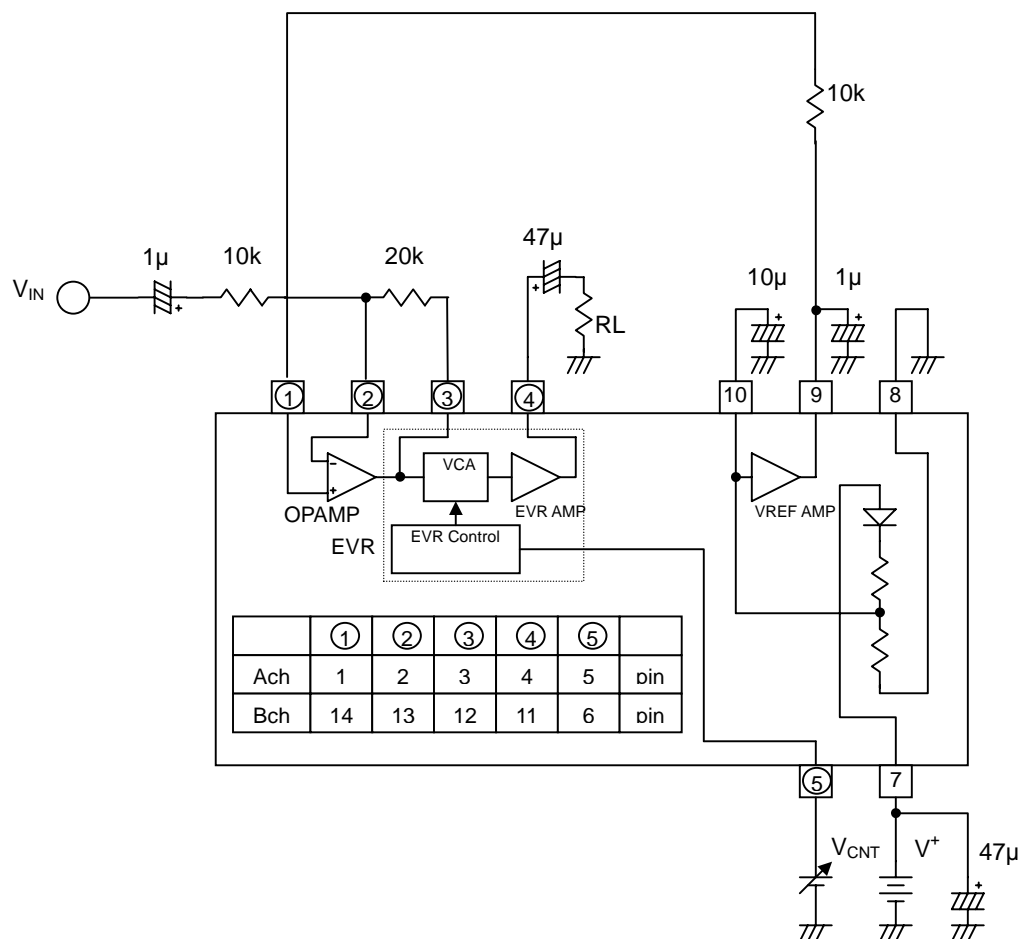 10k
47µ
1µ 10k 20k
10µ 1µ
V_IN
+
+
+
+
RL
① ② ③ ④ 10 9 8
−
+
VCA
OPAMP
EVR AMP
VREF AMP
EVR
EVR Control
① ② ③ ④ ⑤
Ach 1 2 3 4 5 pin
Bch 14 13 12 11 6 pin
⑤ 7
V_CNT V⁺ 47µ
+